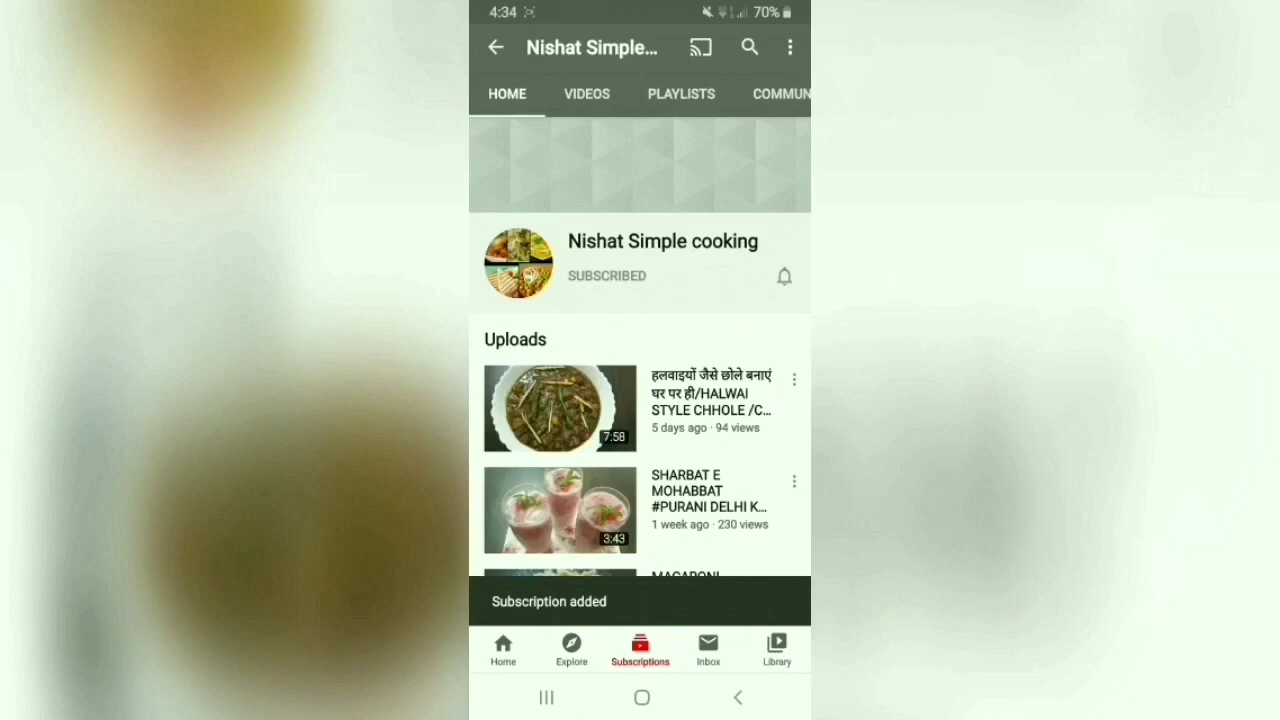 4:34 70%
Nishat Simple...
HOME VIDEOS PLAYLISTS COMMUN
Nishat Simple cooking
SUBSCRIBED
Uploads
हलवाइयों जैसे छोले बनाएं
घर पर ही/HALWAI
STYLE CHHOLE /C...
5 days ago · 94 views
7:58
SHARBAT E
MOHABBAT
#PURANI DELHI K...
1 week ago · 230 views
3:43
MACARONI
Subscription added
Home Explore Subscriptions Inbox Library